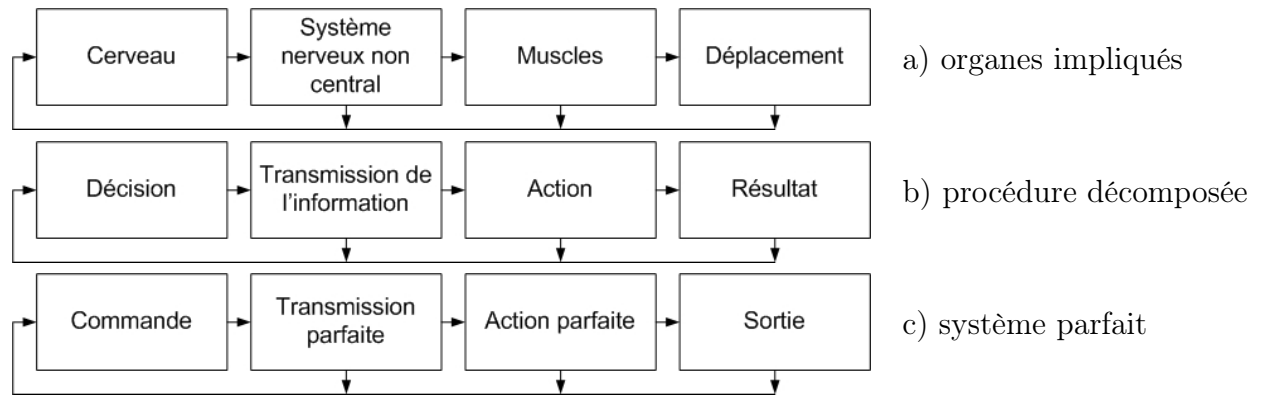 Cerveau
Système
nerveux non
central
Muscles
Déplacement
a) organes impliqués
Décision
Transmission de
l'information
Action
Résultat
b) procédure décomposée
Commande
Transmission
parfaite
Action parfaite
Sortie
c) système parfait